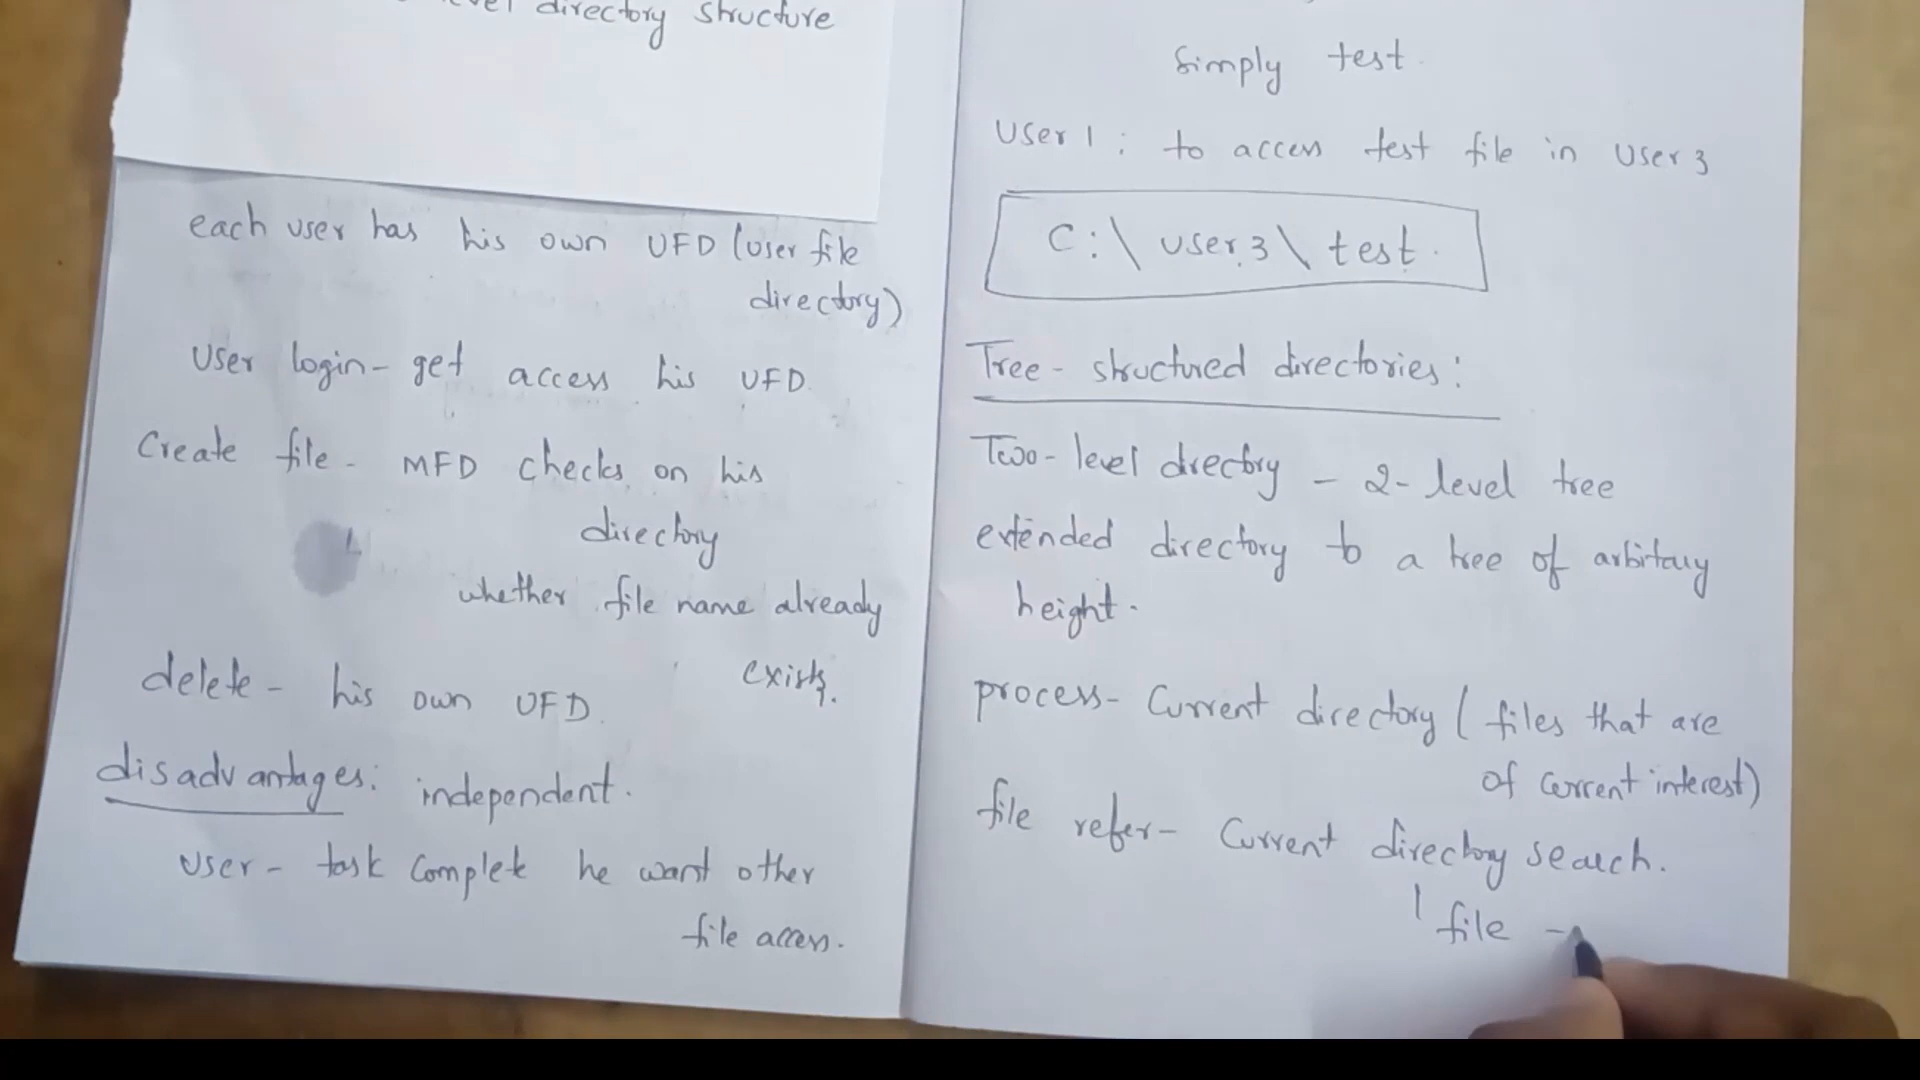 level directory structure
each user has his own UFD (user file
directory)
User login - get access his UFD.
Create file - MFD checks on his
directory
whether file name already
exists.
delete - his own UFD.
disadvantages: independent.
User - task complete he want other
file access.
Simply test.
User 1 : to access test file in user 3
C:\ user 3 \ test.
Tree - structured directories:
Two - level directory - 2 - level tree
extended directory to a tree of arbitary
height.
process - Current directory ( files that are
of current interest)
file refer - Current directory search.
file -